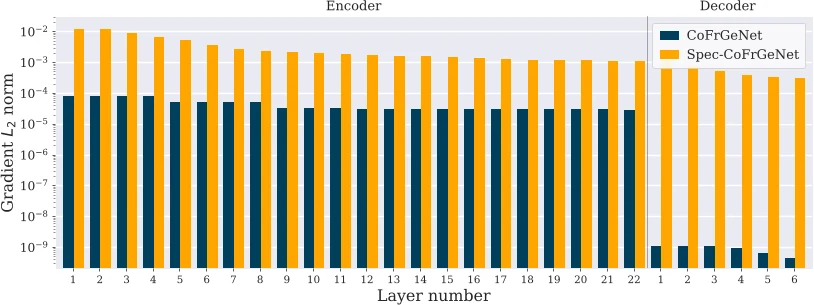 Encoder Decoder
CoFrGeNet
Spec-CoFrGeNet
Gradient L₂ norm
10⁻²
10⁻³
10⁻⁴
10⁻⁵
10⁻⁶
10⁻⁷
10⁻⁸
10⁻⁹
1 2 3 4 5 6 7 8 9 10 11 12 13 14 15 16 17 18 19 20 21 22 1 2 3 4 5 6
Layer number